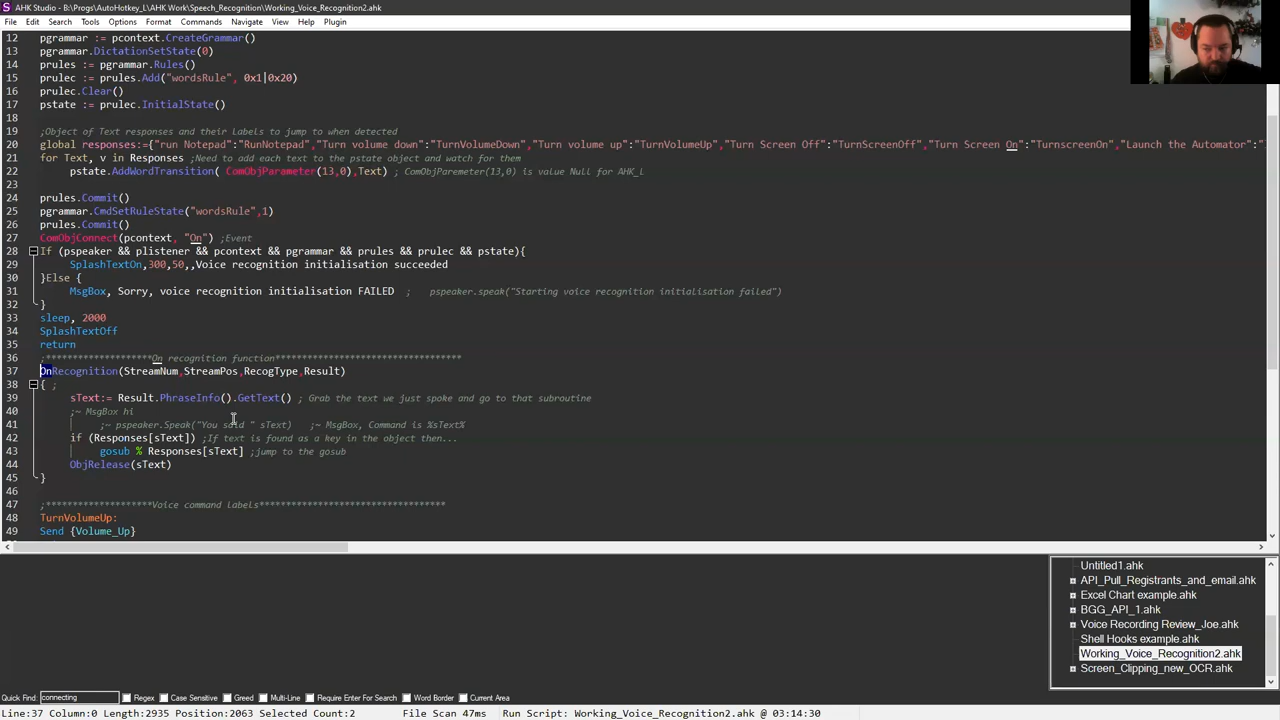 AHK Studio - B:\Progs\AutoHotkey_L\AHK Work\Speech_Recognition\Working_Voice_Recognition2.ahk
File Edit Search Tools Options Format Commands Navigate View Help Plugin
12 pgrammar := pcontext.CreateGrammar()
13 pgrammar.DictationSetState(0)
14 prules := pgrammar.Rules()
15 prulec := prules.Add("wordsRule", 0x1|0x20)
16 prulec.Clear()
17 pstate := prulec.InitialState()
18
19 ;Object of Text responses and their Labels to jump to when detected
20 global responses:={"run Notepad":"RunNotepad","Turn volume down":"TurnVolumeDown","Turn volume up":"TurnVolumeUp","Turn Screen Off":"TurnScreenOff","Turn Screen On":"TurnscreenOn","Launch the Automator":"
21 for Text, v in Responses ;Need to add each text to the pstate object and watch for them
22 pstate.AddWordTransition( ComObjParameter(13,0),Text) ; ComObjParemeter(13,0) is value Null for AHK_L
23
24 prules.Commit()
25 pgrammar.CmdSetRuleState("wordsRule",1)
26 prules.Commit()
27 ComObjConnect(pcontext, "On") ;Event
28 If (pspeaker && plistener && pcontext && pgrammar && prules && prulec && pstate){
29 SplashTextOn,300,50,,Voice recognition initialisation succeeded
30 }Else {
31 MsgBox, Sorry, voice recognition initialisation FAILED ; pspeaker.speak("Starting voice recognition initialisation failed")
32 }
33 sleep, 2000
34 SplashTextOff
35 return
36 ;*******************On recognition function*********************************
37 OnRecognition(StreamNum,StreamPos,RecogType,Result)
38 { ;
39 sText:= Result.PhraseInfo().GetText() ; Grab the text we just spoke and go to that subroutine
40 ;~ MsgBox hi
41 ;~ pspeaker.Speak("You said " sText) ;~ MsgBox, Command is %sText%
42 if (Responses[sText]) ;If text is found as a key in the object then...
43 gosub % Responses[sText] ;jump to the gosub
44 ObjRelease(sText)
45 }
46
47 ;*******************Voice command labels*********************************
48 TurnVolumeUp:
49 Send {Volume_Up}
Untitled1.ahk
API_Pull_Registrants_and_email.ahk
Excel Chart example.ahk
BGG_API_1.ahk
Voice Recording Review_Joe.ahk
Shell Hooks example.ahk
Working_Voice_Recognition2.ahk
Screen_Clipping_new_OCR.ahk
Quick Find: connecting Regex Case Sensitive Greed Multi-Line Require Enter For Search Word Border Current Area
Line:37 Column:0 Length:2935 Position:2063 Selected Count:2 File Scan 47ms Run Script: Working_Voice_Recognition2.ahk @ 03:14:30